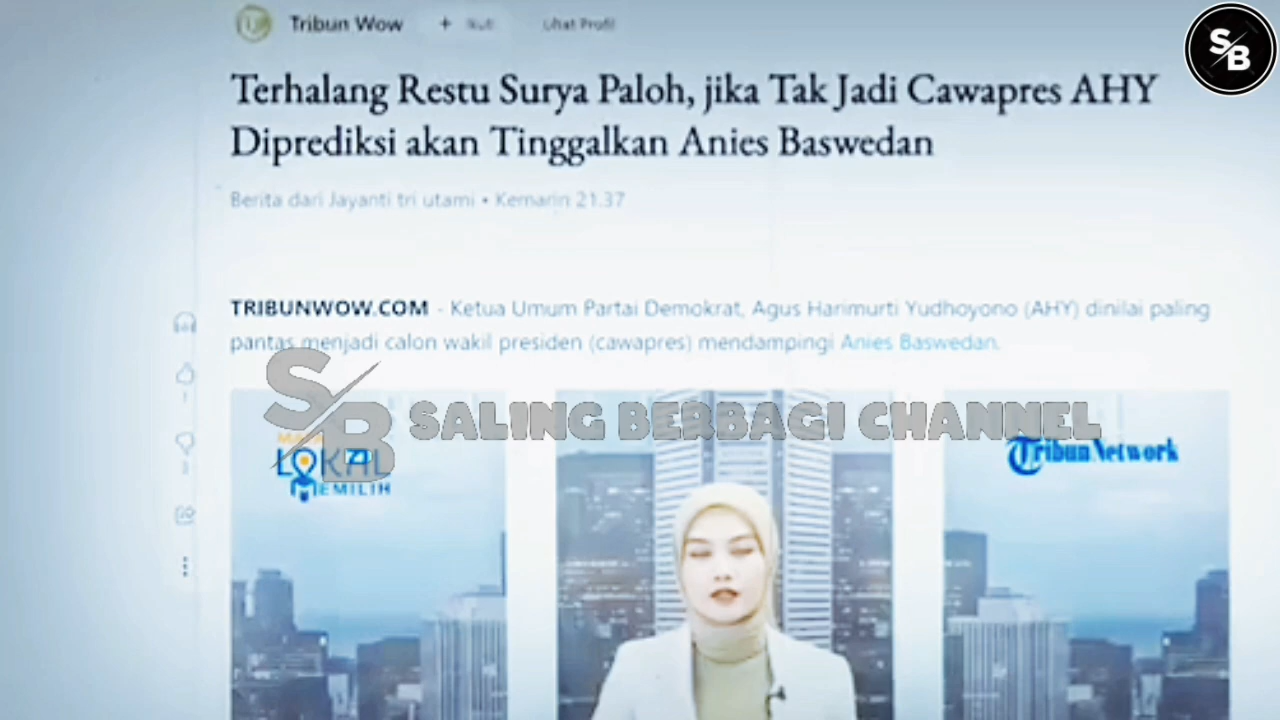 Tribun Wow + Ikuti Lihat Profil
SB
Terhalang Restu Surya Paloh, jika Tak Jadi Cawapres AHY
Diprediksi akan Tinggalkan Anies Baswedan
Berita dari Jayanti tri utami • Kemarin 21.37
TRIBUNWOW.COM - Ketua Umum Partai Demokrat, Agus Harimurti Yudhoyono (AHY) dinilai paling
pantas menjadi calon wakil presiden (cawapres) mendampingi Anies Baswedan.
SB SALING BERBAGI CHANNEL
LOKAL
MEMILIH
Tribun Network